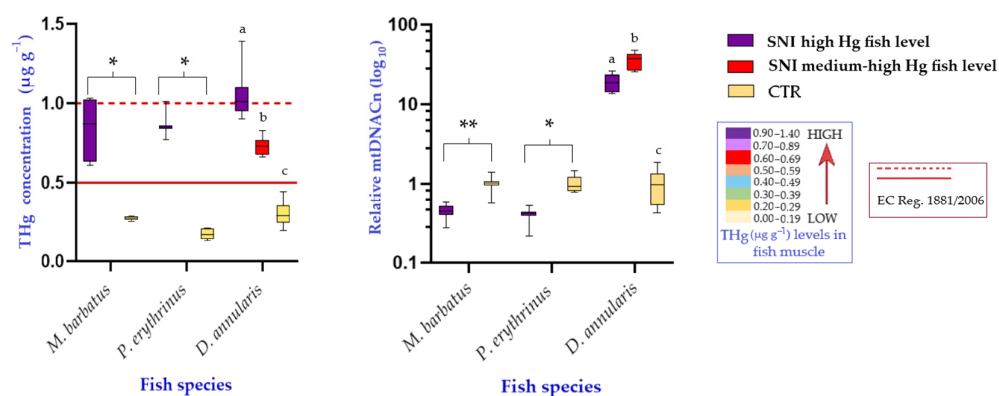 THg concentration (µg g⁻¹)
1.5
1.0
0.5
0.0
*
*
a
b
c
M. barbatus
P. erythrinus
D. annularis
Fish species
Relative mtDNACn (log₁₀)
100
10
1
0.1
**
*
a
b
c
M. barbatus
P. erythrinus
D. annularis
Fish species
SNI high Hg fish level
SNI medium-high Hg fish level
CTR
0.90–1.40
0.70–0.89
0.60–0.69
0.50–0.59
0.40–0.49
0.30–0.39
0.20–0.29
0.00–0.19
HIGH
LOW
THg (µg g⁻¹) levels in
fish muscle
EC Reg. 1881/2006